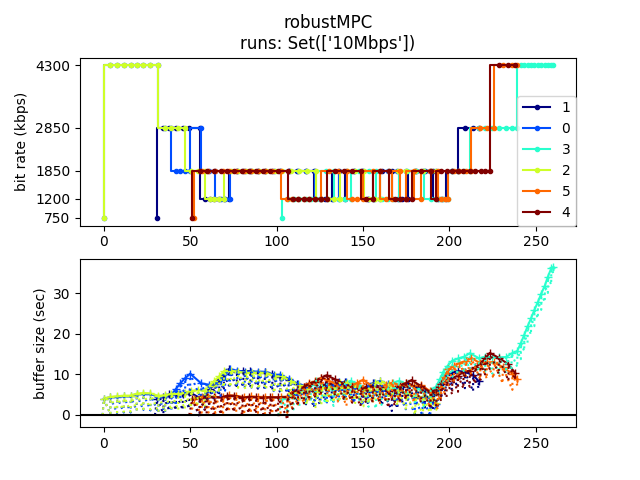 robustMPC
runs: Set(['10Mbps'])
bit rate (kbps)
4300
2850
1850
1200
750
1
0
3
2
5
4
0 50 100 150 200 250
buffer size (sec)
30
20
10
0
0 50 100 150 200 250